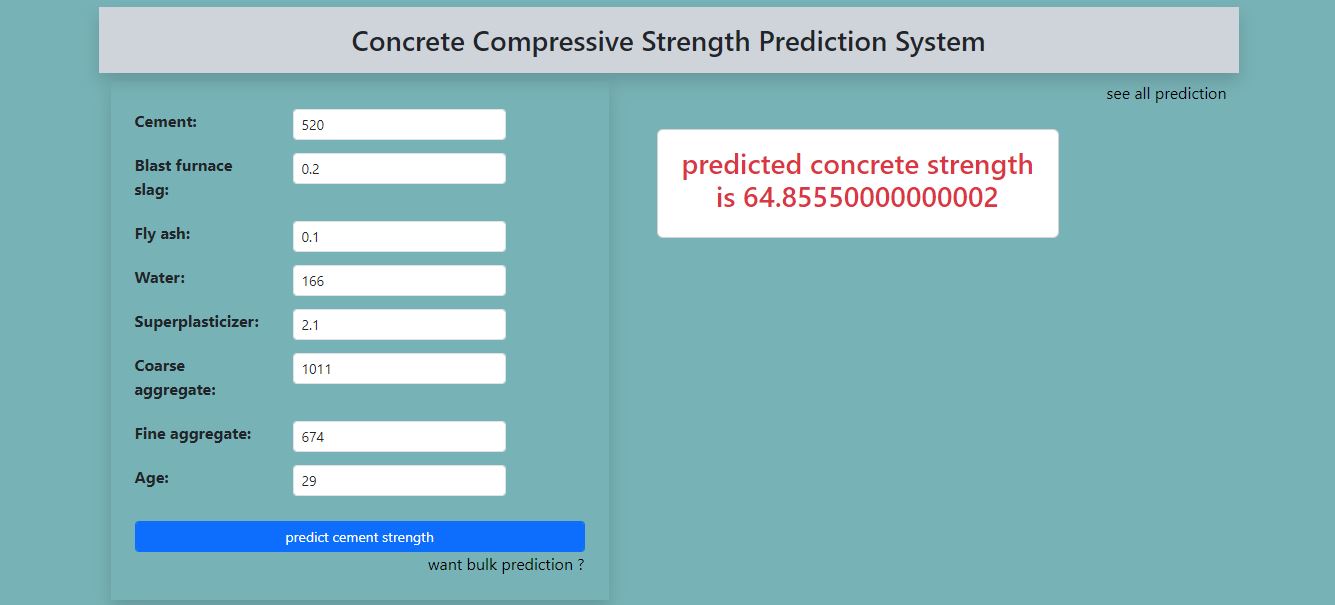 Concrete Compressive Strength Prediction System
see all prediction
Cement:
520
Blast furnace
slag:
0.2
Fly ash:
0.1
Water:
166
Superplasticizer:
2.1
Coarse
aggregate:
1011
Fine aggregate:
674
Age:
29
predict cement strength
want bulk prediction ?
predicted concrete strength
is 64.85550000000002